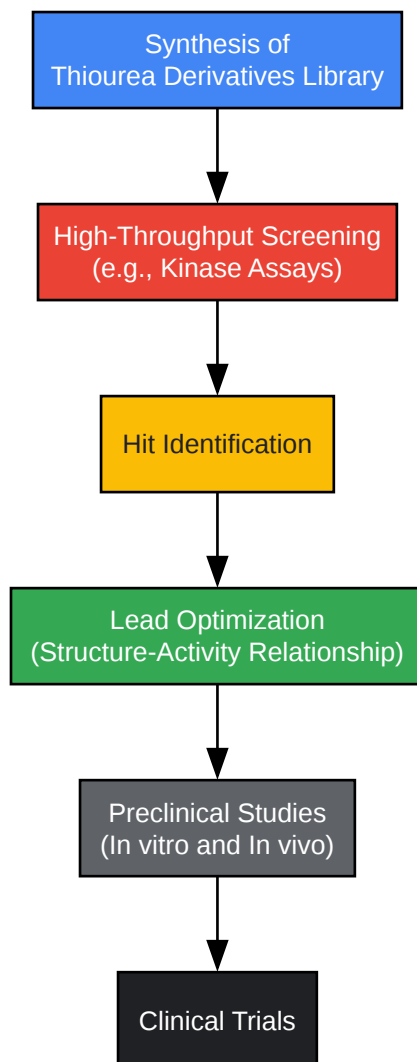 Synthesis of
Thiourea Derivatives Library
High-Throughput Screening
(e.g., Kinase Assays)
Hit Identification
Lead Optimization
(Structure-Activity Relationship)
Preclinical Studies
(In vitro and In vivo)
Clinical Trials